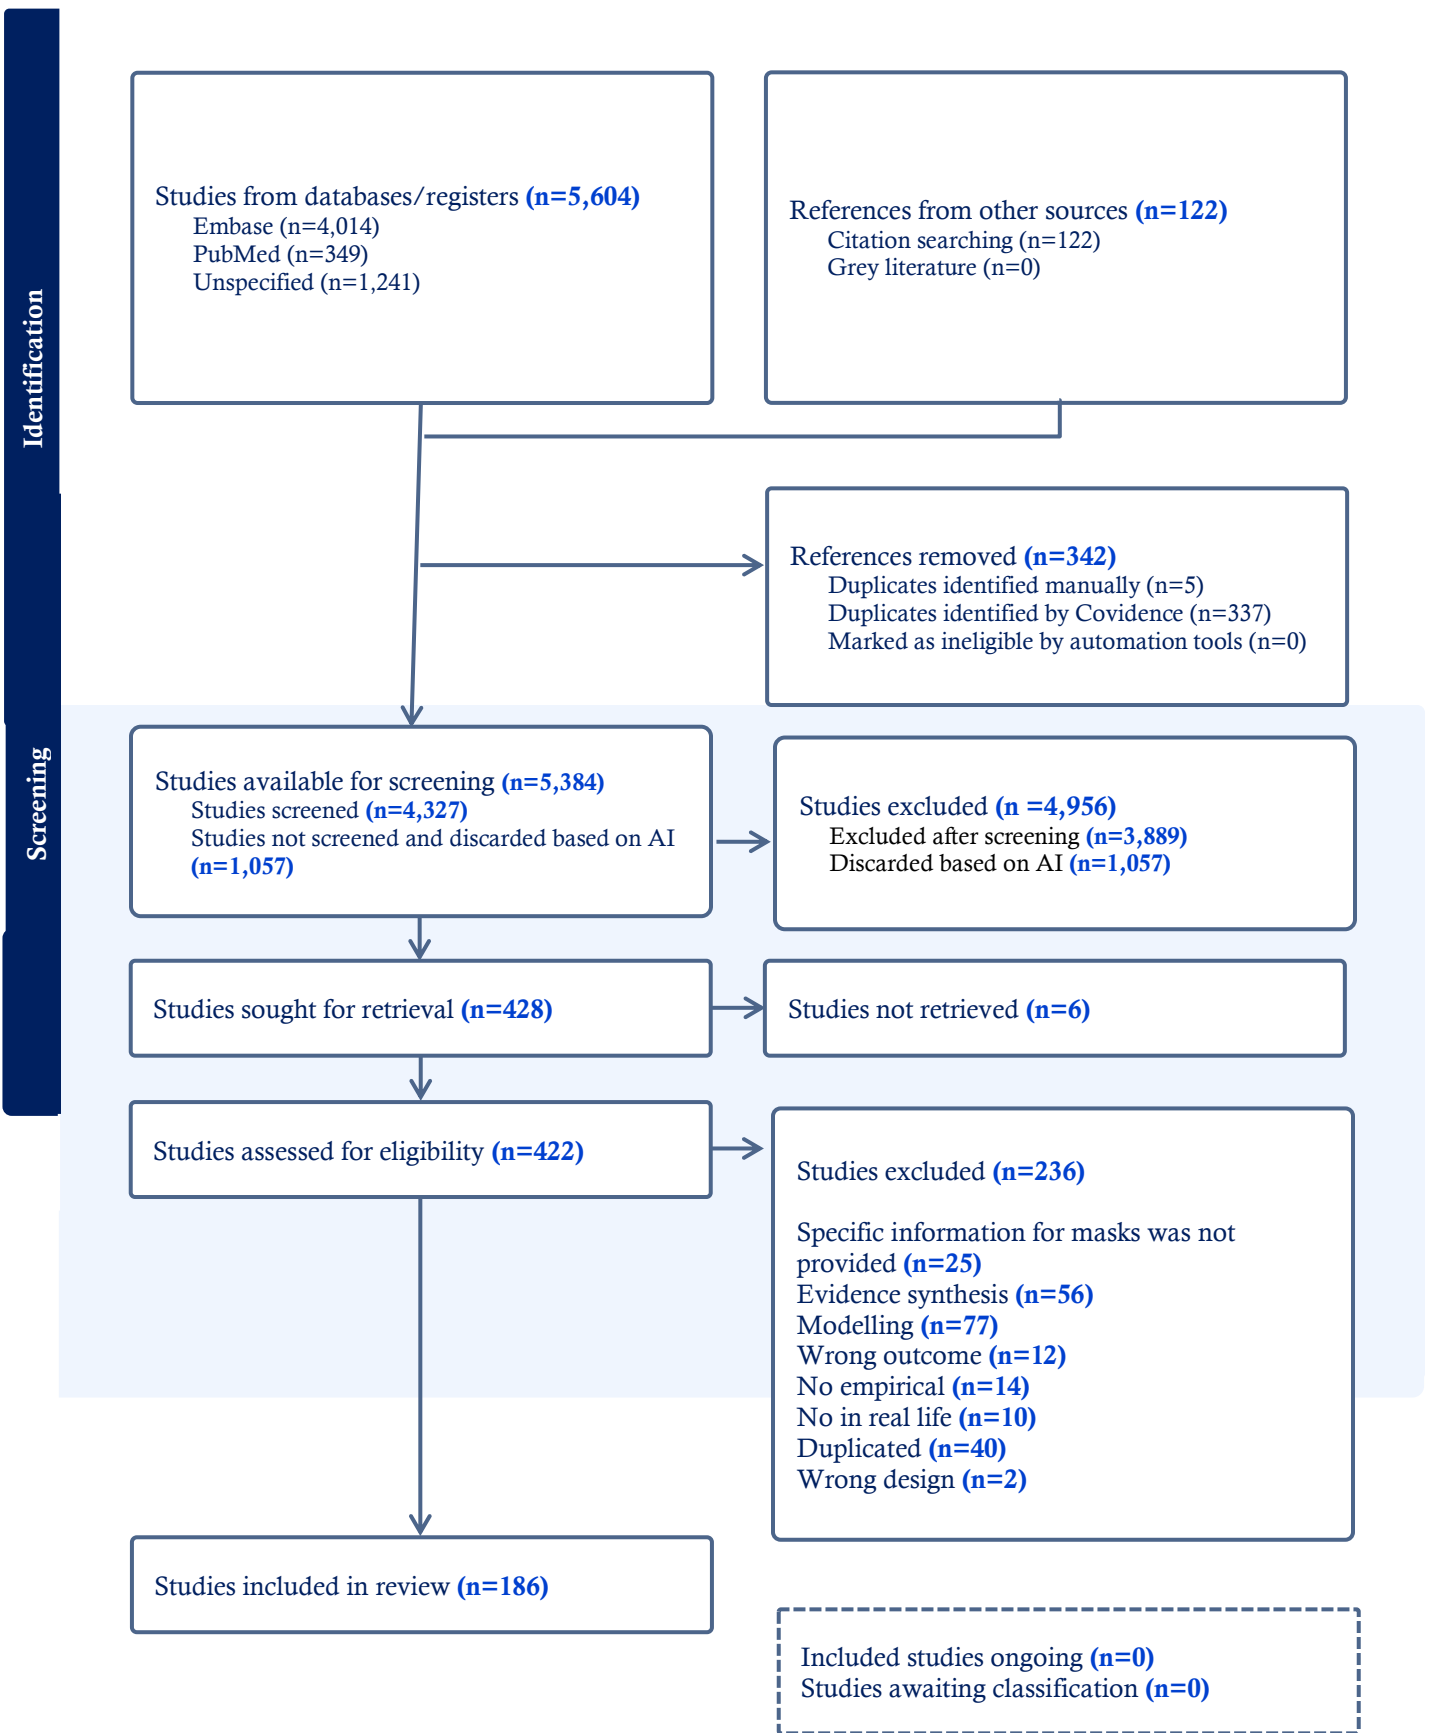 Identification
Studies from databases/registers (n=5,604)
Embase (n=4,014)
PubMed (n=349)
Unspecified (n=1,241)
References from other sources (n=122)
Citation searching (n=122)
Grey literature (n=0)
References removed (n=342)
Duplicates identified manually (n=5)
Duplicates identified by Covidence (n=337)
Marked as ineligible by automation tools (n=0)
Screening
Studies available for screening (n=5,384)
Studies screened (n=4,327)
Studies not screened and discarded based on AI
(n=1,057)
Studies excluded (n =4,956)
Excluded after screening (n=3,889)
Discarded based on AI (n=1,057)
Studies sought for retrieval (n=428)
Studies not retrieved (n=6)
Studies assessed for eligibility (n=422)
Studies excluded (n=236)
Specific information for masks was not
provided (n=25)
Evidence synthesis (n=56)
Modelling (n=77)
Wrong outcome (n=12)
No empirical (n=14)
No in real life (n=10)
Duplicated (n=40)
Wrong design (n=2)
Studies included in review (n=186)
Included studies ongoing (n=0)
Studies awaiting classification (n=0)